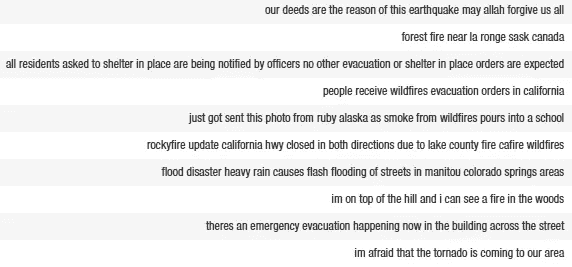 our deeds are the reason of this earthquake may allah forgive us all
forest fire near la ronge sask canada
all residents asked to shelter in place are being notified by officers no other evacuation or shelter in place orders are expected
people receive wildfires evacuation orders in california
just got sent this photo from ruby alaska as smoke from wildfires pours into a school
rockyfire update california hwy closed in both directions due to lake county fire cafire wildfires
flood disaster heavy rain causes flash flooding of streets in manitou colorado springs areas
im on top of the hill and i can see a fire in the woods
theres an emergency evacuation happening now in the building across the street
im afraid that the tornado is coming to our area